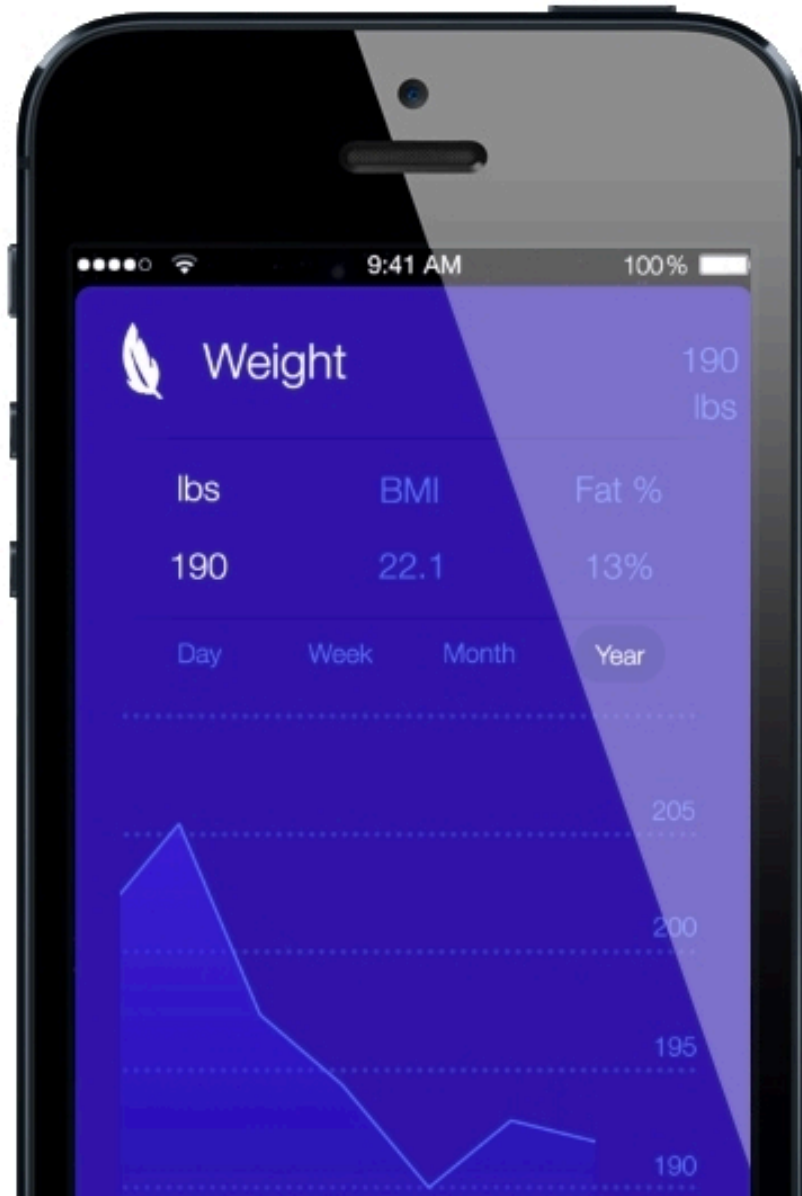 9:41 AM 100%
Weight 190
lbs
lbs BMI Fat %
190 22.1 13%
Day Week Month Year
205
200
195
190